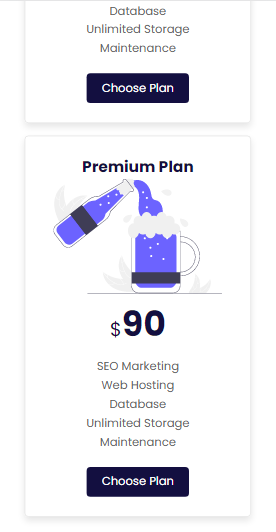 Database
Unlimited Storage
Maintenance
Choose Plan
Premium Plan
$90
SEO Marketing
Web Hosting
Database
Unlimited Storage
Maintenance
Choose Plan